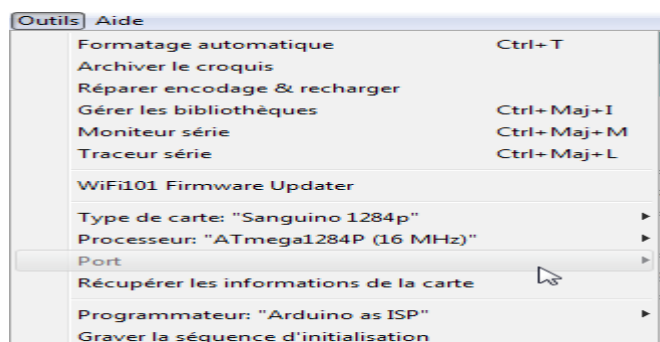 Outils Aide
Formatage automatique Ctrl+T
Archiver le croquis
Réparer encodage & recharger
Gérer les bibliothèques Ctrl+Maj+I
Moniteur série Ctrl+Maj+M
Traceur série Ctrl+Maj+L
WiFi101 Firmware Updater
Type de carte: "Sanguino 1284p"
Processeur: "ATmega1284P (16 MHz)"
Port
Récupérer les informations de la carte
Programmateur: "Arduino as ISP"
Graver la séquence d'initialisation